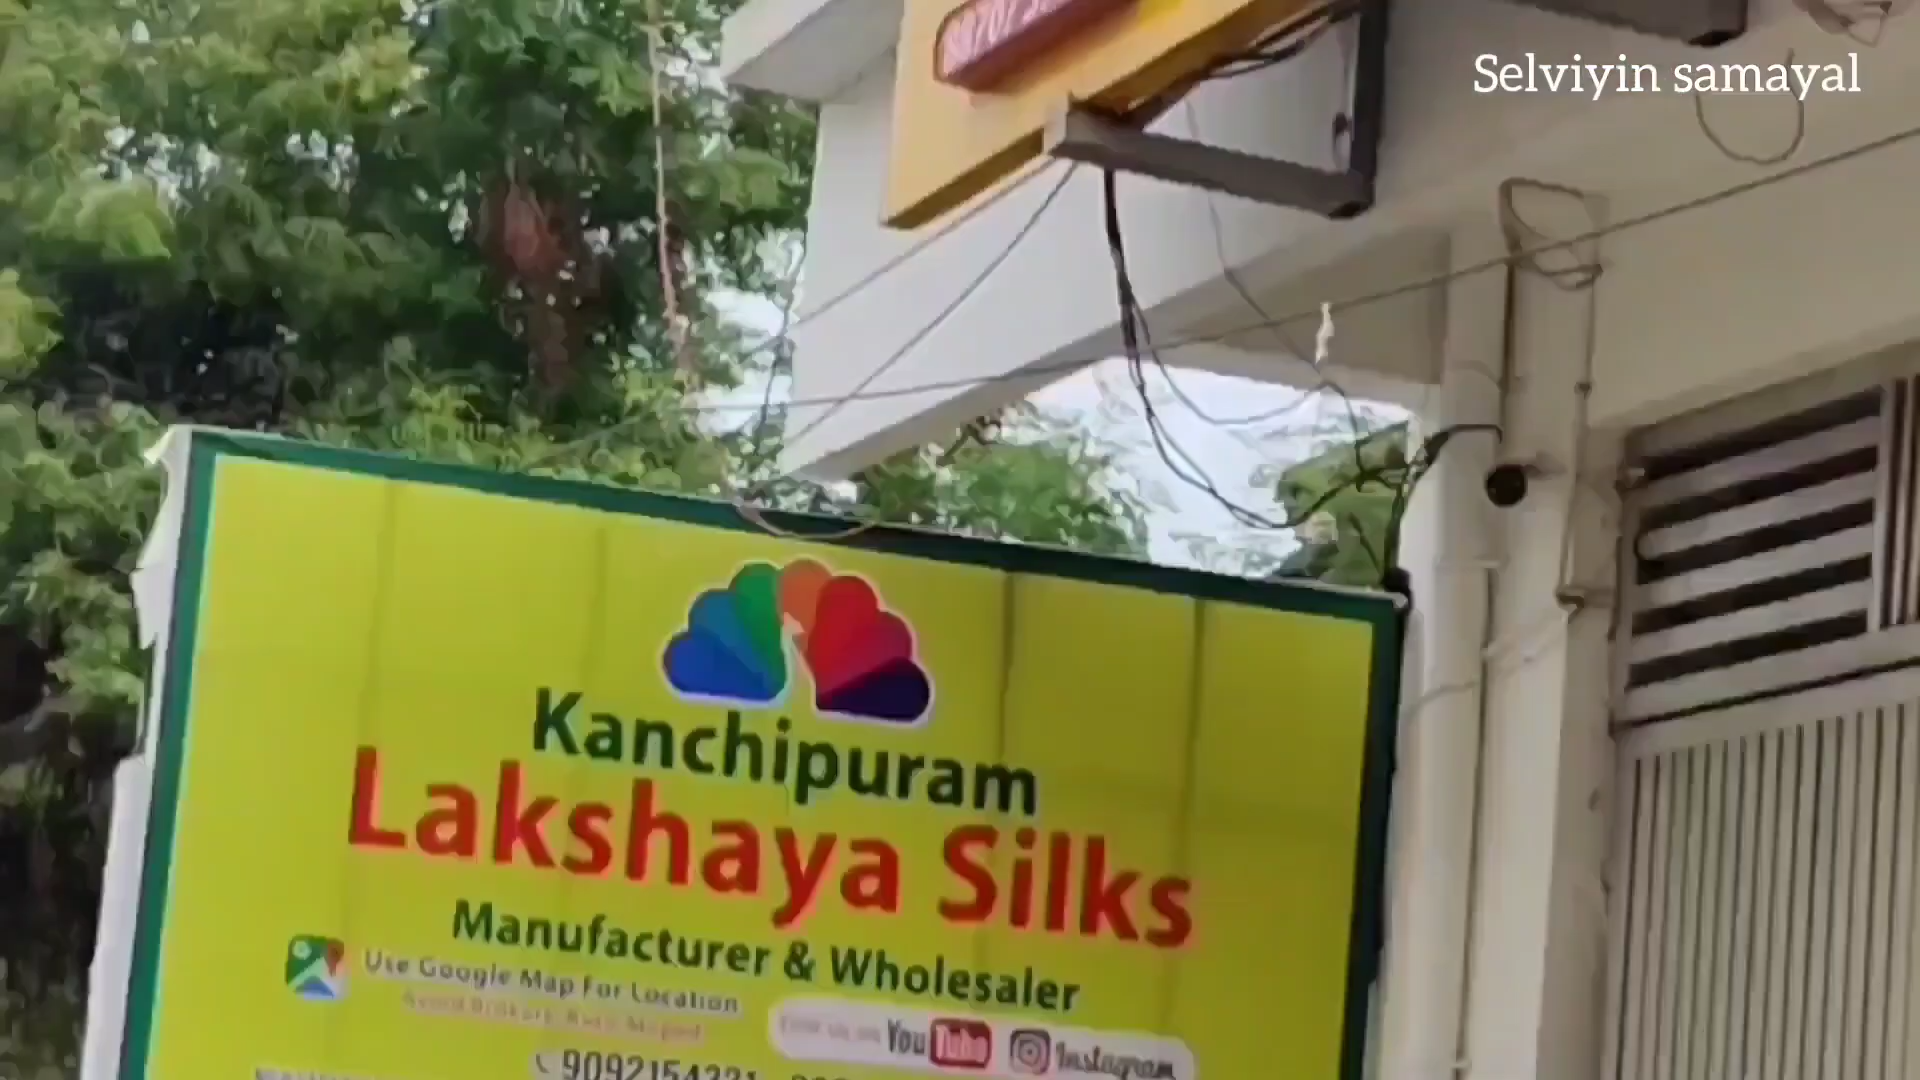 Selviyin samayal
Kanchipuram
Lakshaya Silks
Manufacturer & Wholesaler
Use Google Map For Location
YouTube Instagram